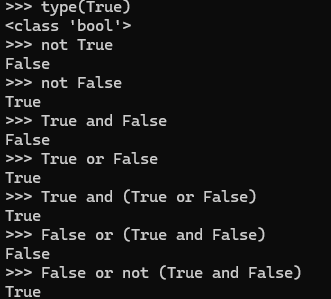 >>> type(True)
<class 'bool'>
>>> not True
False
>>> not False
True
>>> True and False
False
>>> True or False
True
>>> True and (True or False)
True
>>> False or (True and False)
False
>>> False or not (True and False)
True